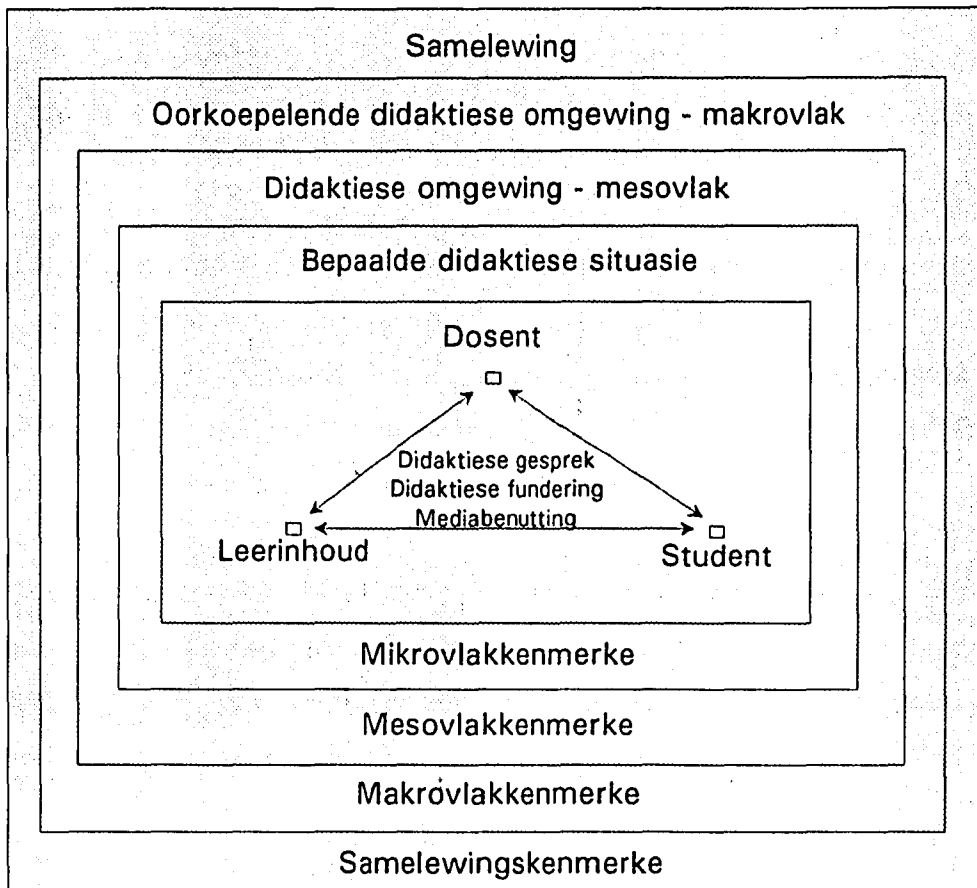 Samelewing
Oorkoepelende didaktiese omgewing - makrovlak
Didaktiese omgewing - mesovlak
Bepaalde didaktiese situasie
Dosent
Didaktiese gesprek
Didaktiese fundering
Mediabenutting
Leerinhoud
Student
Mikrovlakkenmerke
Mesovlakkenmerke
Makrovlakkenmerke
Samelewingskenmerke